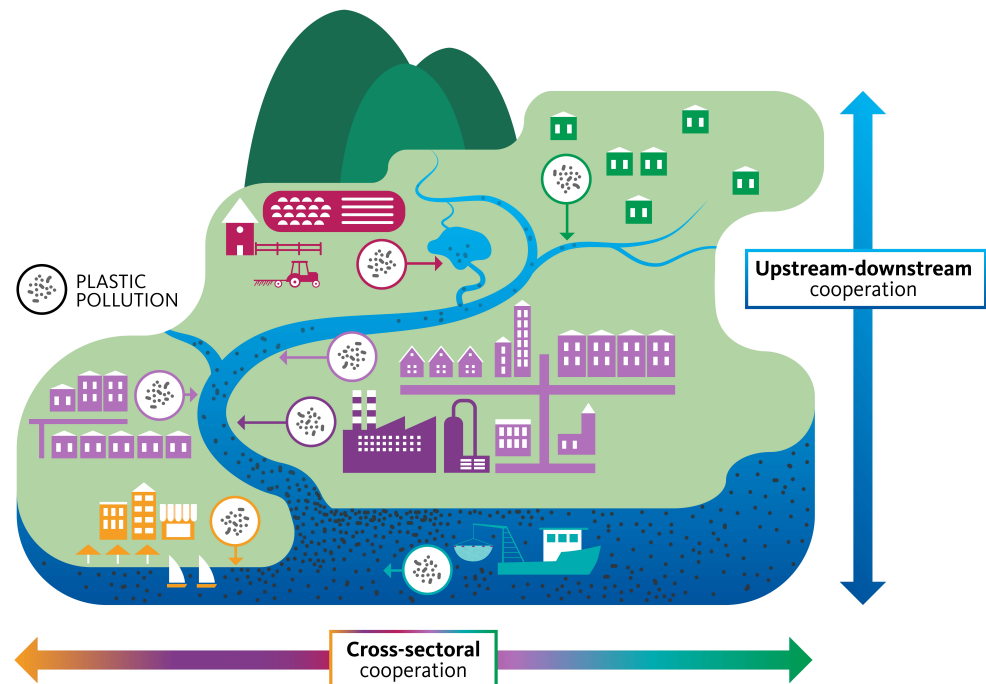 PLASTIC
POLLUTION
Upstream-downstream
cooperation
Cross-sectoral
cooperation